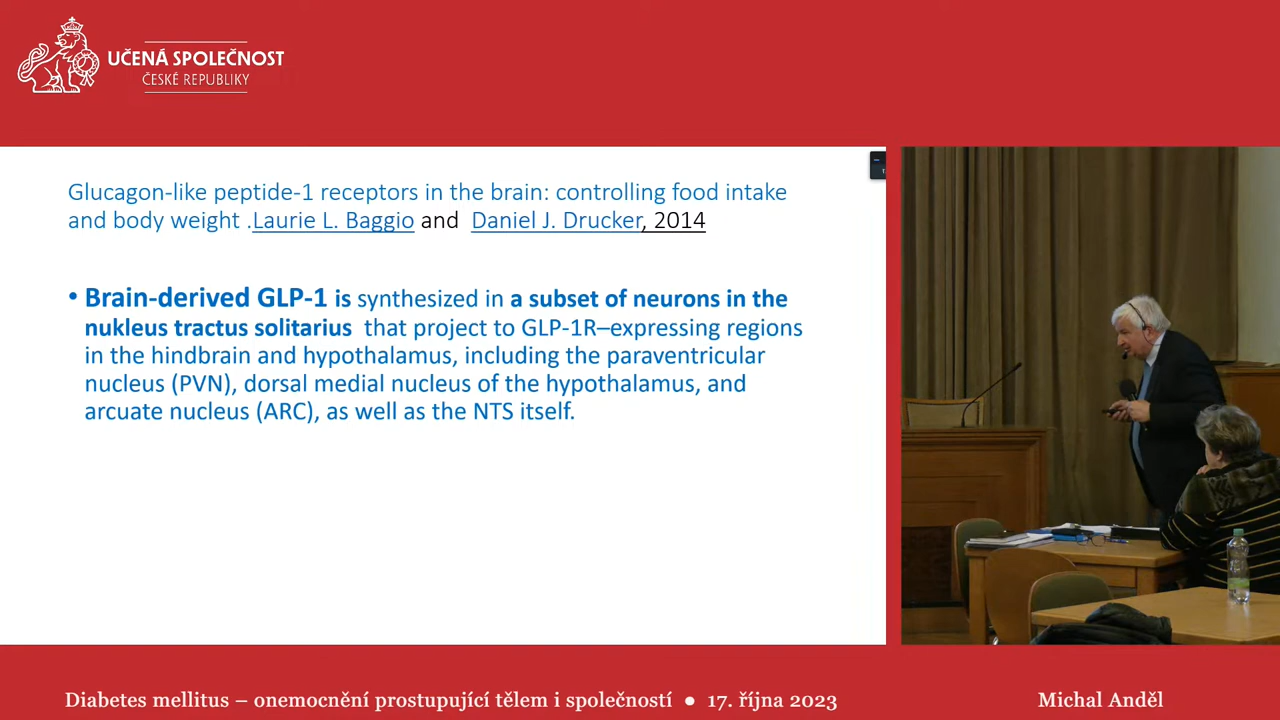 UČENÁ SPOLEČNOST
ČESKÉ REPUBLIKY
Glucagon-like peptide-1 receptors in the brain: controlling food intake
and body weight .Laurie L. Baggio and Daniel J. Drucker, 2014
• Brain-derived GLP-1 is synthesized in a subset of neurons in the
nukleus tractus solitarius that project to GLP-1R–expressing regions
in the hindbrain and hypothalamus, including the paraventricular
nucleus (PVN), dorsal medial nucleus of the hypothalamus, and
arcuate nucleus (ARC), as well as the NTS itself.
Diabetes mellitus – onemocnění prostupující tělem i společností ● 17. října 2023
Michal Anděl